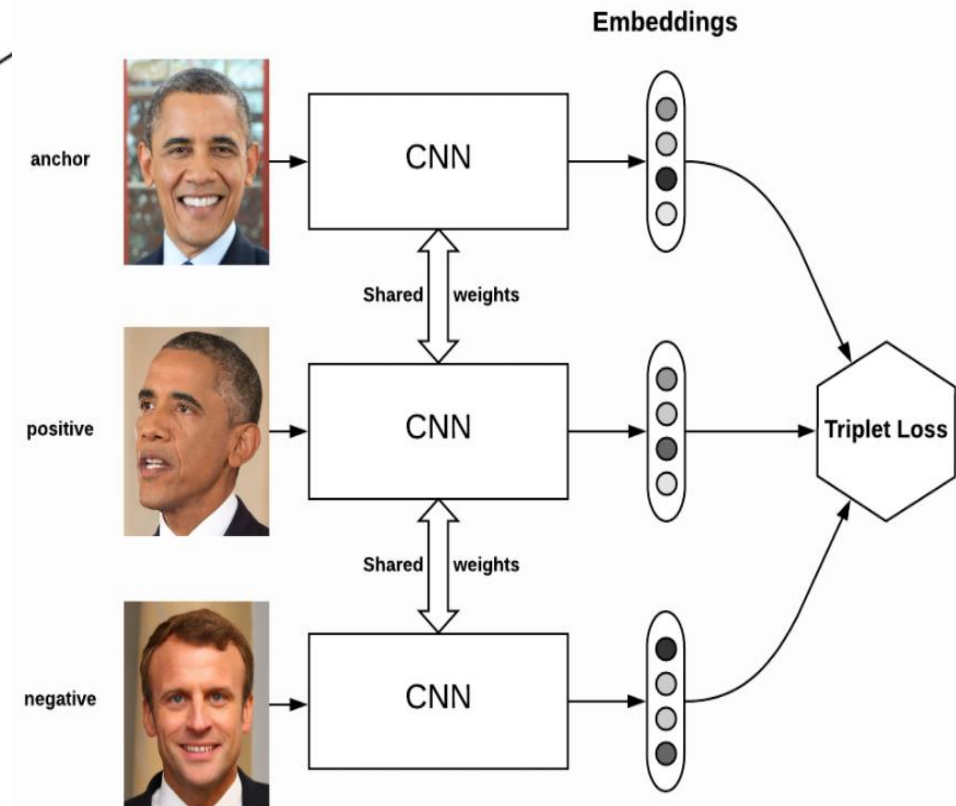 Embeddings
anchor
CNN
Shared weights
positive
CNN
Triplet Loss
Shared weights
negative
CNN